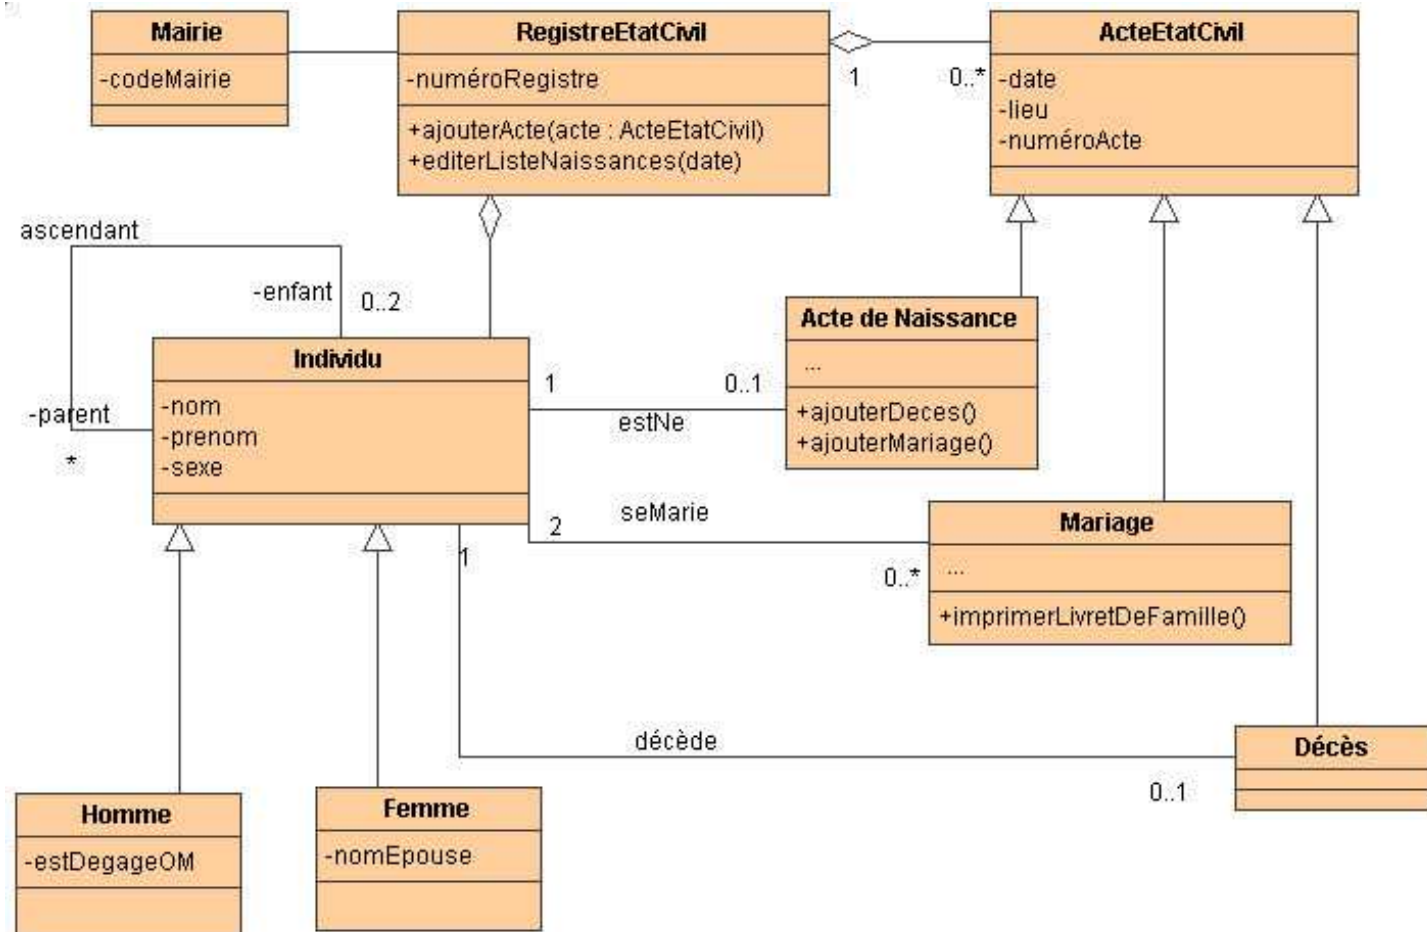 Mairie
-codeMairie
RegistreEtatCivil
-numéroRegistre
+ajouterActe(acte : ActeEtatCivil)
+editerListeNaissances(date)
1
0..*
ActeEtatCivil
-date
-lieu
-numéroActe
ascendant
-enfant
0..2
-parent
*
Individu
-nom
-prenom
-sexe
1
0..1
estNe
Acte de Naissance
...
+ajouterDeces()
+ajouterMariage()
seMarie
2
0..*
Mariage
...
+imprimerLivretDeFamille()
1
décède
0..1
Décès
Homme
-estDegageOM
Femme
-nomEpouse